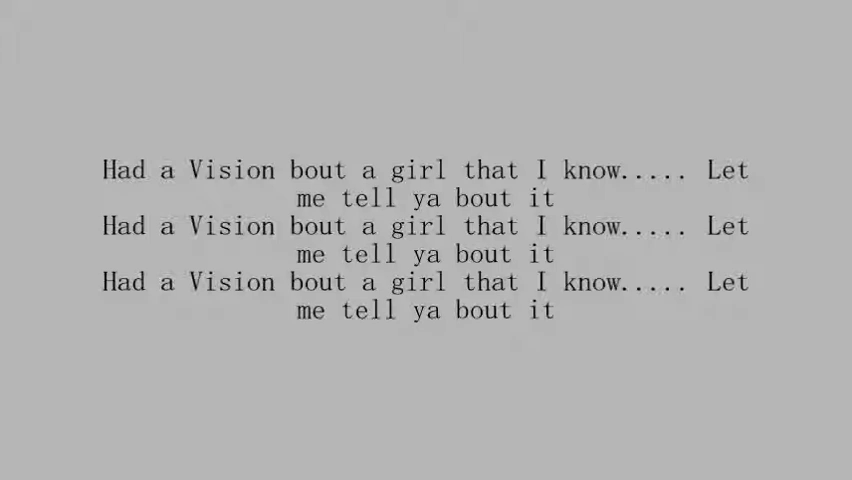 Had a Vision bout a girl that I know..... Let
me tell ya bout it
Had a Vision bout a girl that I know..... Let
me tell ya bout it
Had a Vision bout a girl that I know..... Let
me tell ya bout it